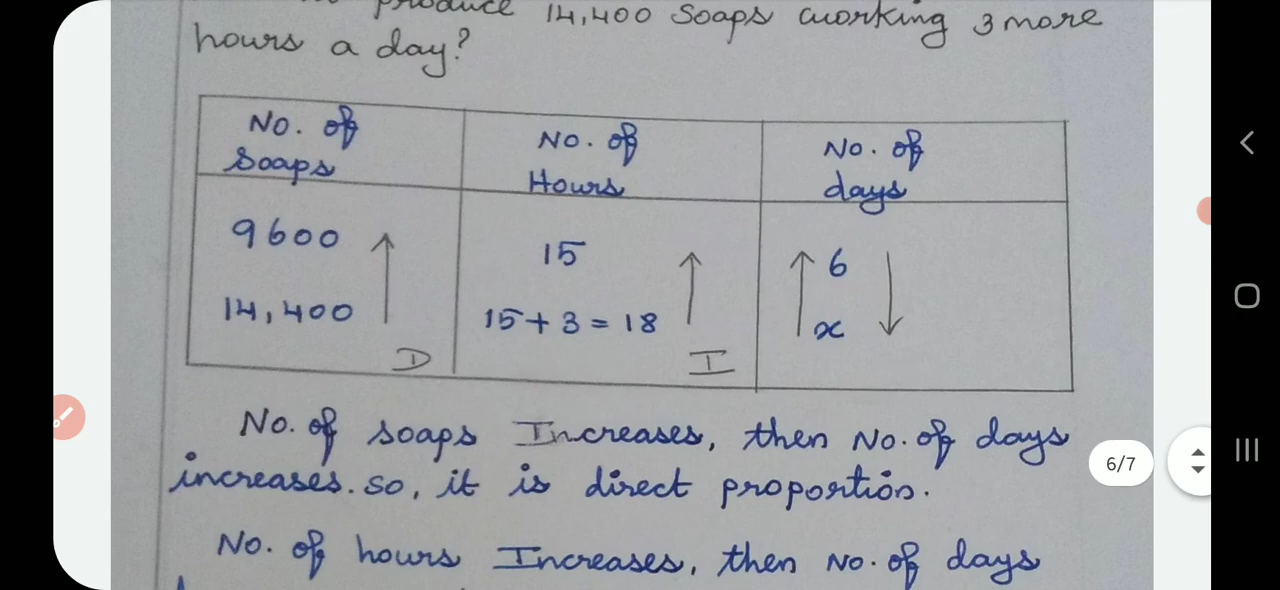 produce 14,400 soaps working 3 more
hours a day?
No. of Soaps
No. of Hours
No. of days
9600
15
6
14,400
15 + 3 = 18
x
D
I
No. of soaps Increases, then No. of days
increases. so, it is direct proportion.
6/7
No. of hours Increases, then No. of days